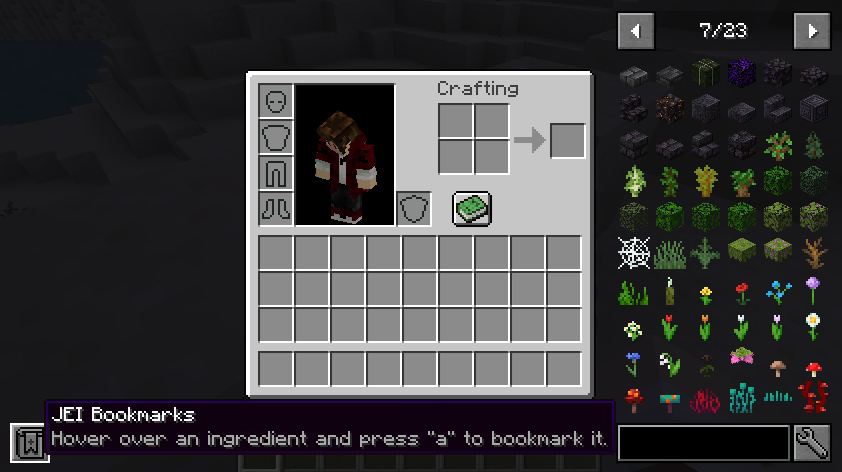 7/23
Crafting
JEI Bookmarks
Hover over an ingredient and press "a" to bookmark it.